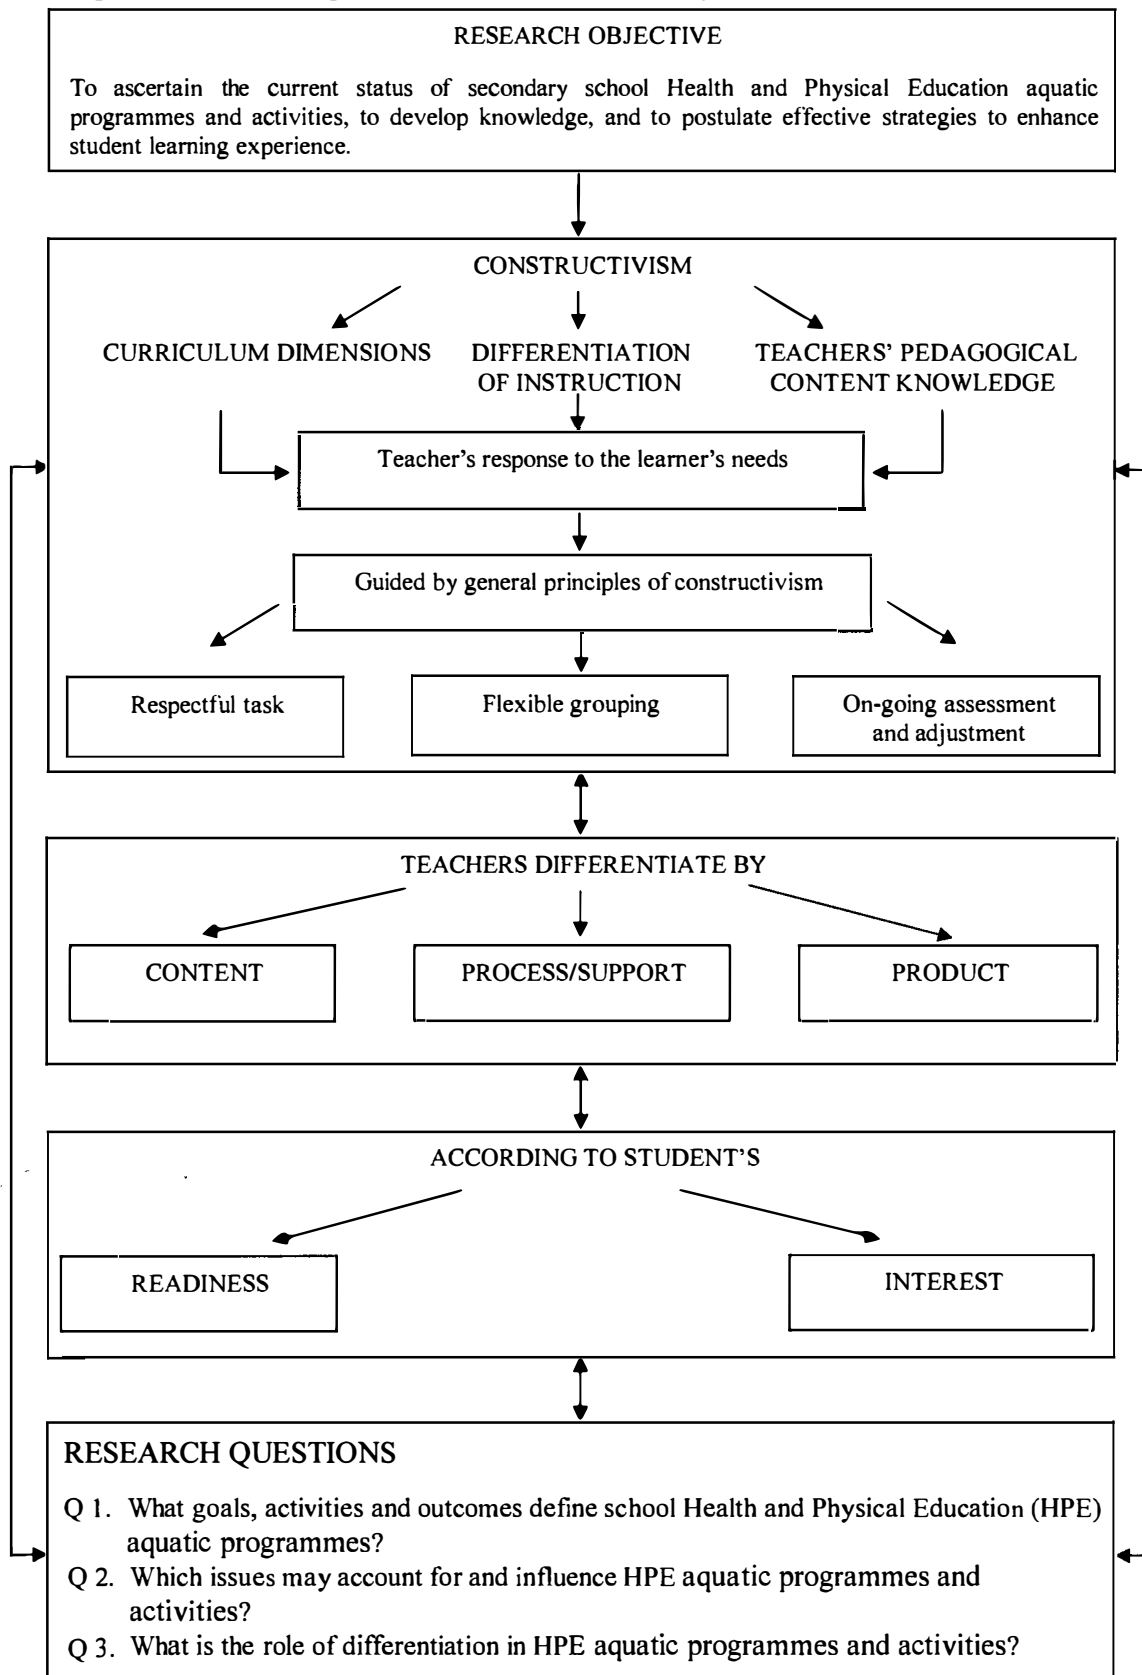 RESEARCH OBJECTIVE
To ascertain the current status of secondary school Health and Physical Education aquatic
programmes and activities, to develop knowledge, and to postulate effective strategies to enhance
student learning experience.
CONSTRUCTIVISM
CURRICULUM DIMENSIONS
DIFFERENTIATION
OF INSTRUCTION
TEACHERS' PEDAGOGICAL
CONTENT KNOWLEDGE
Teacher's response to the learner's needs
Guided by general principles of constructivism
Respectful task
Flexible grouping
On-going assessment
and adjustment
TEACHERS DIFFERENTIATE BY
CONTENT
PROCESS/SUPPORT
PRODUCT
ACCORDING TO STUDENT'S
READINESS
INTEREST
RESEARCH QUESTIONS
Q 1. What goals, activities and outcomes define school Health and Physical Education (HPE)
aquatic programmes?
Q 2. Which issues may account for and influence HPE aquatic programmes and
activities?
Q 3. What is the role of differentiation in HPE aquatic programmes and activities?